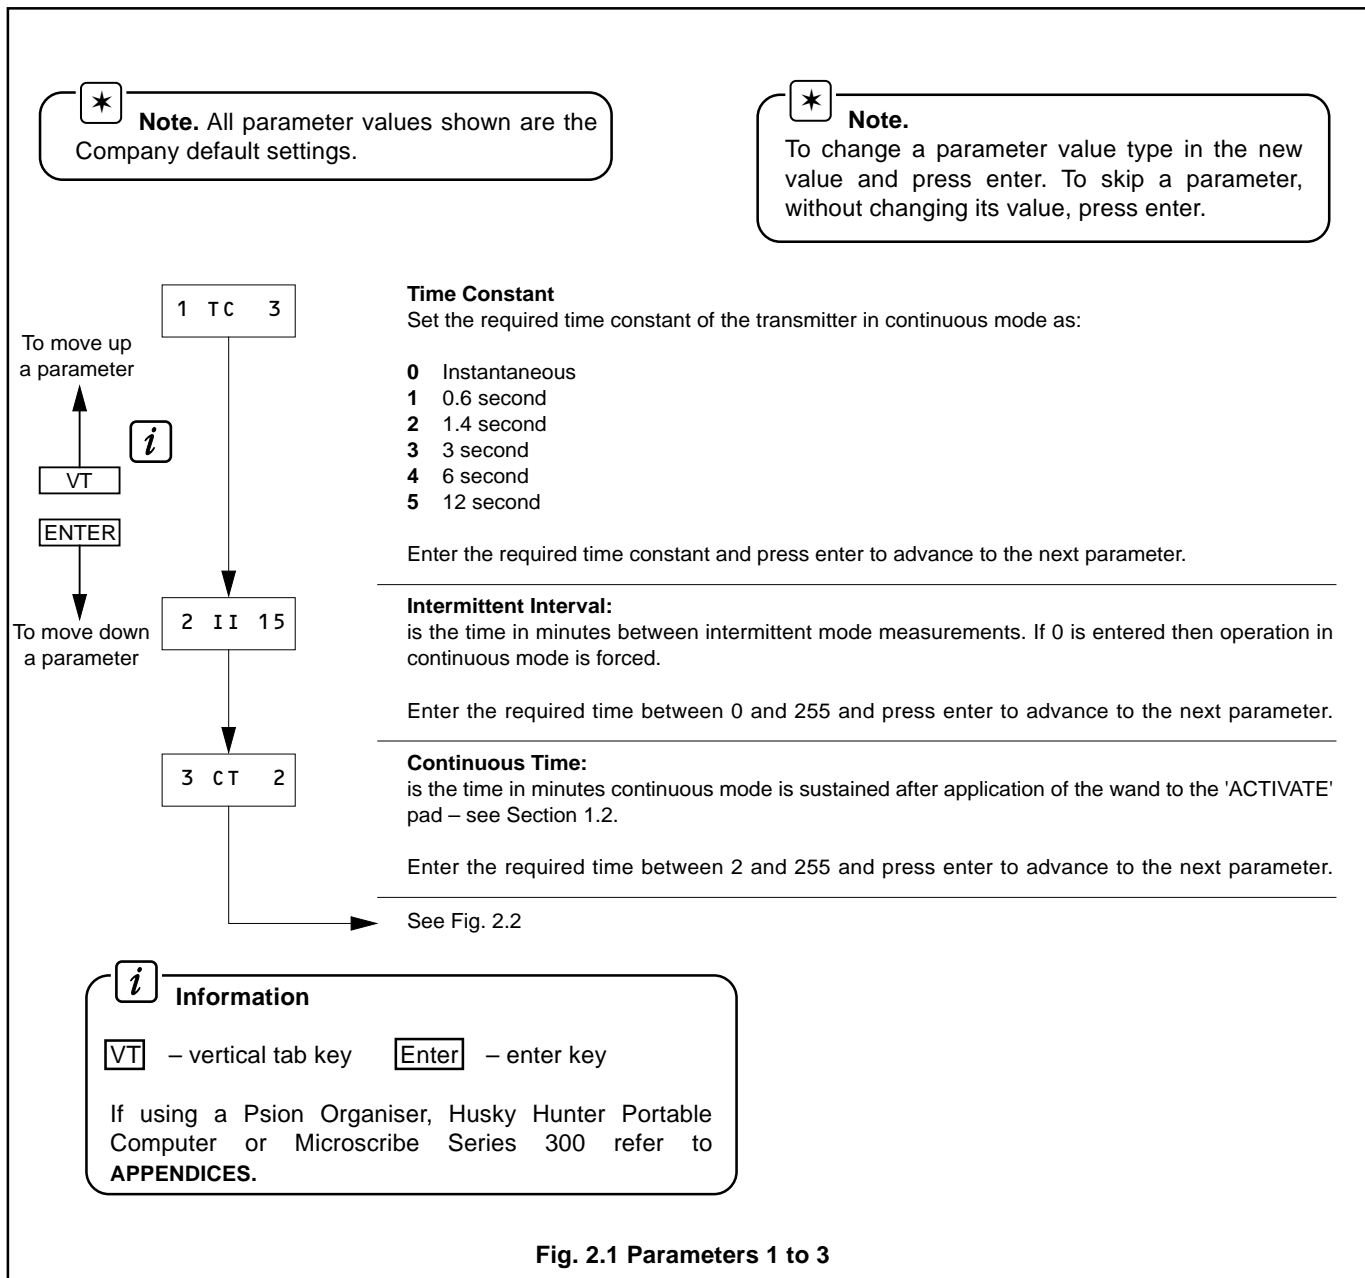 Note. All parameter values shown are the
Company default settings.
Note.
To change a parameter value type in the new
value and press enter. To skip a parameter,
without changing its value, press enter.
1 TC 3
To move up
a parameter
i
VT
ENTER
To move down
a parameter
Time Constant
Set the required time constant of the transmitter in continuous mode as:
0 Instantaneous
1 0.6 second
2 1.4 second
3 3 second
4 6 second
5 12 second
Enter the required time constant and press enter to advance to the next parameter.
2 II 15
Intermittent Interval:
is the time in minutes between intermittent mode measurements. If 0 is entered then operation in
continuous mode is forced.
Enter the required time between 0 and 255 and press enter to advance to the next parameter.
3 CT 2
Continuous Time:
is the time in minutes continuous mode is sustained after application of the wand to the 'ACTIVATE'
pad – see Section 1.2.
Enter the required time between 2 and 255 and press enter to advance to the next parameter.
See Fig. 2.2
i
Information
VT – vertical tab key Enter – enter key
If using a Psion Organiser, Husky Hunter Portable
Computer or Microscribe Series 300 refer to
APPENDICES.
Fig. 2.1 Parameters 1 to 3